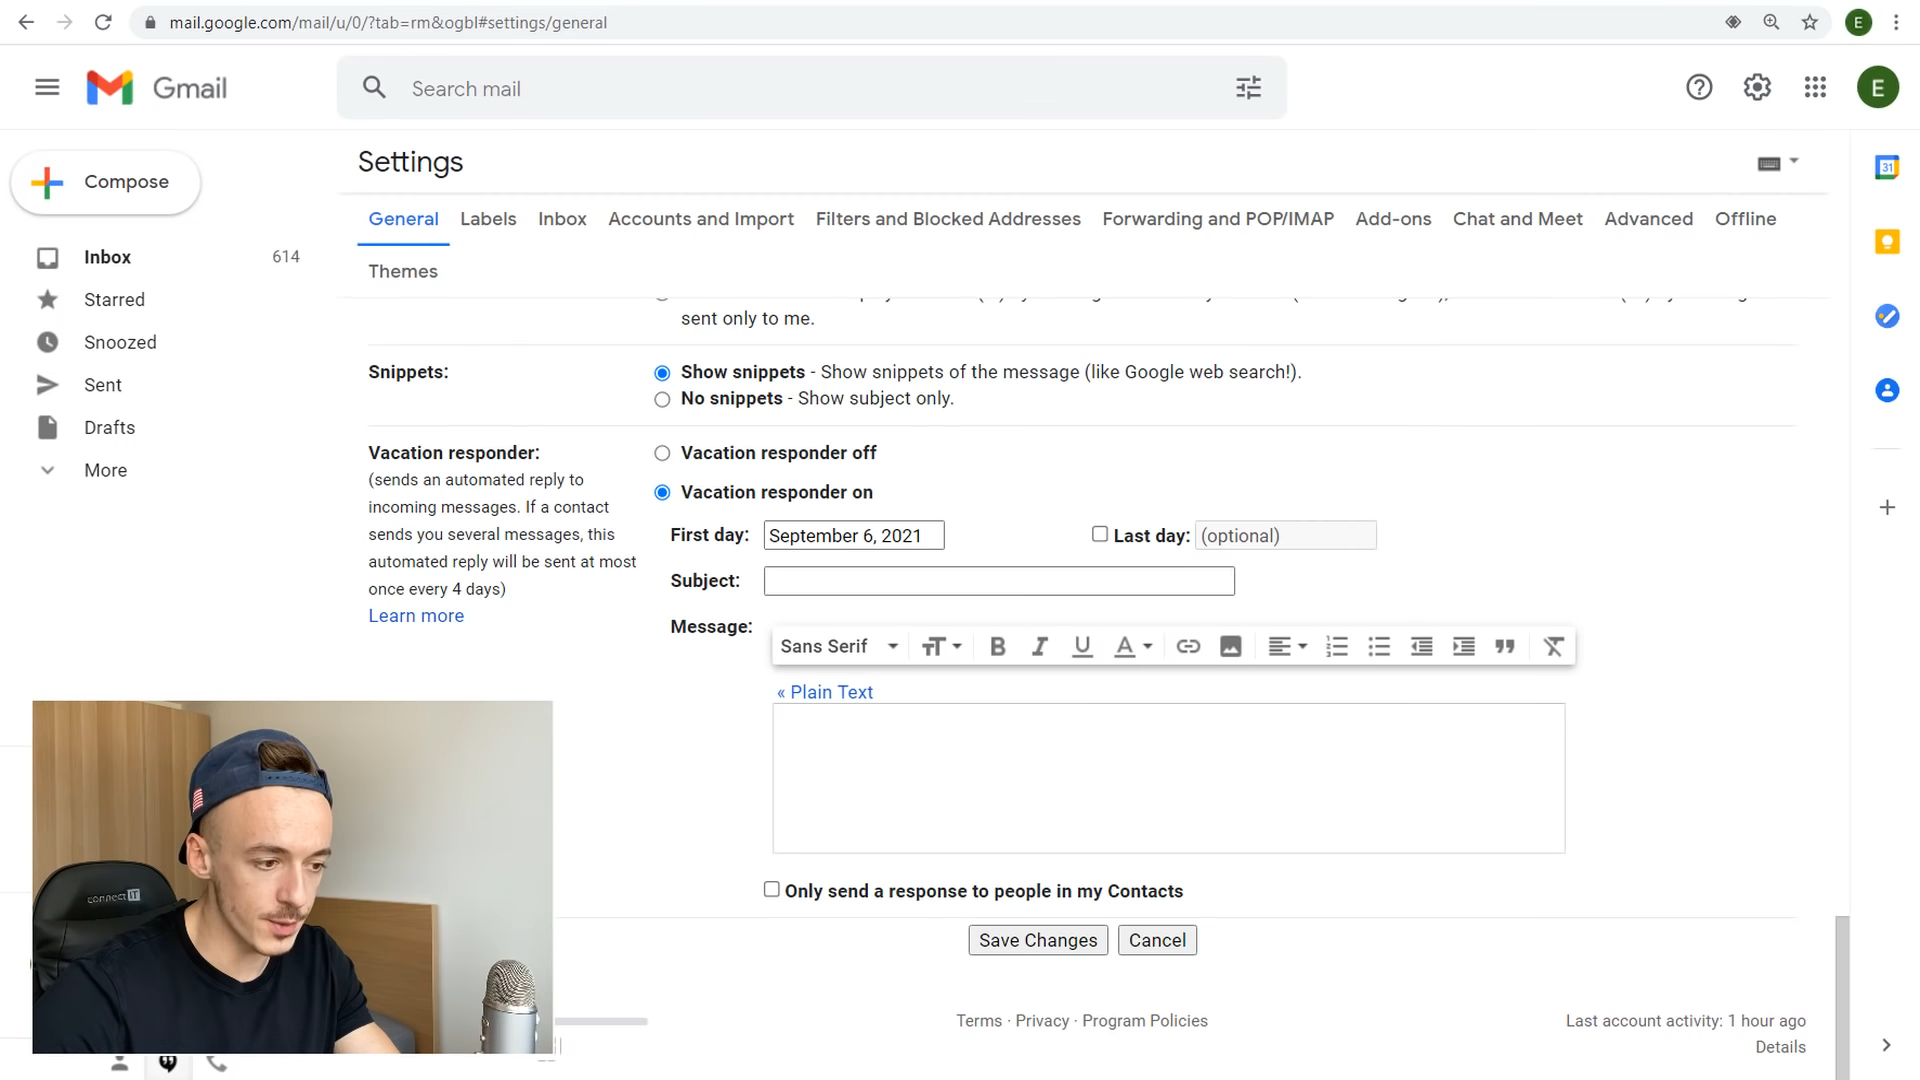 mail.google.com/mail/u/0/?tab=rm&ogbl#settings/general
E
Gmail
Search mail
E
Settings
Compose
General Labels Inbox Accounts and Import Filters and Blocked Addresses Forwarding and POP/IMAP Add-ons Chat and Meet Advanced Offline
Themes
Inbox 614
Starred
Snoozed
Sent
Drafts
More
31
sent only to me.
Snippets:
Show snippets - Show snippets of the message (like Google web search!).
No snippets - Show subject only.
Vacation responder:
(sends an automated reply to
incoming messages. If a contact
sends you several messages, this
automated reply will be sent at most
once every 4 days)
Learn more
Vacation responder off
Vacation responder on
First day: September 6, 2021 Last day: (optional)
Subject:
Message:
Sans Serif
« Plain Text
Only send a response to people in my Contacts
Save Changes Cancel
Terms · Privacy · Program Policies
Last account activity: 1 hour ago
Details
connect IT